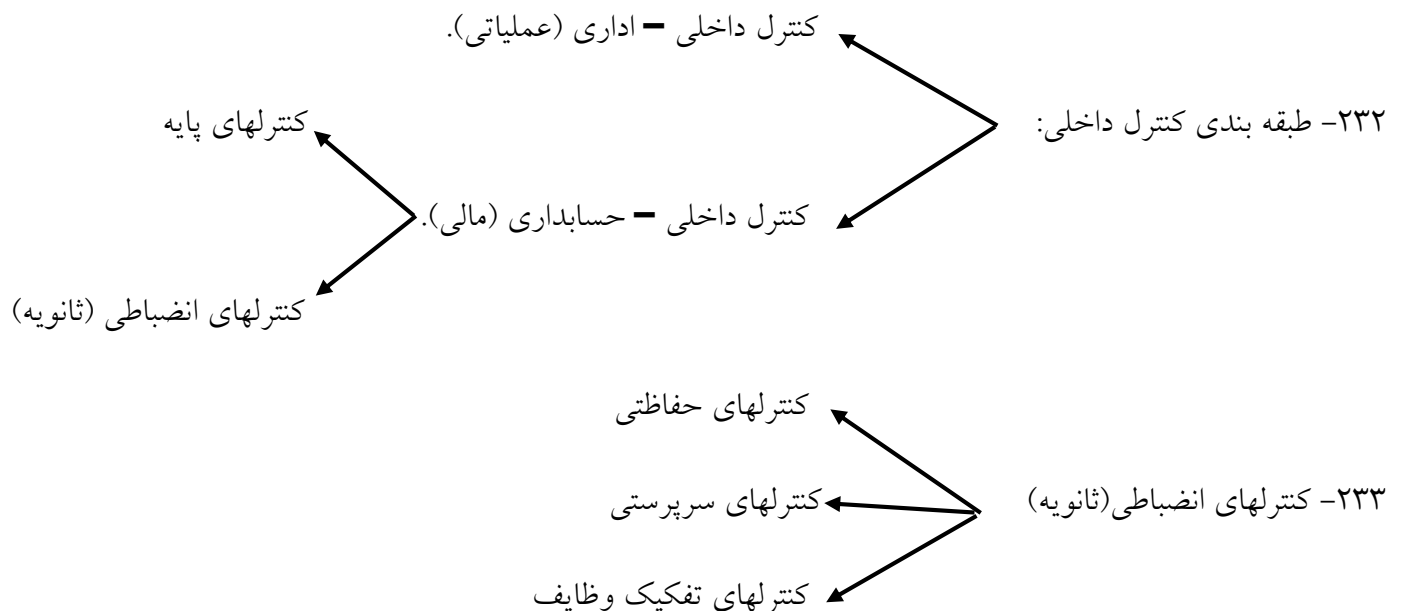 کنترل داخلی – اداری (عملیاتی).
۲۳۲- طبقه بندی کنترل داخلی:
کنترلهای پایه
کنترل داخلی – حسابداری (مالی).
کنترلهای انضباطی (ثانویه)
کنترلهای حفاظتی
۲۳۳- کنترلهای انضباطی(ثانویه)
کنترلهای سرپرستی
کنترلهای تفکیک وظایف